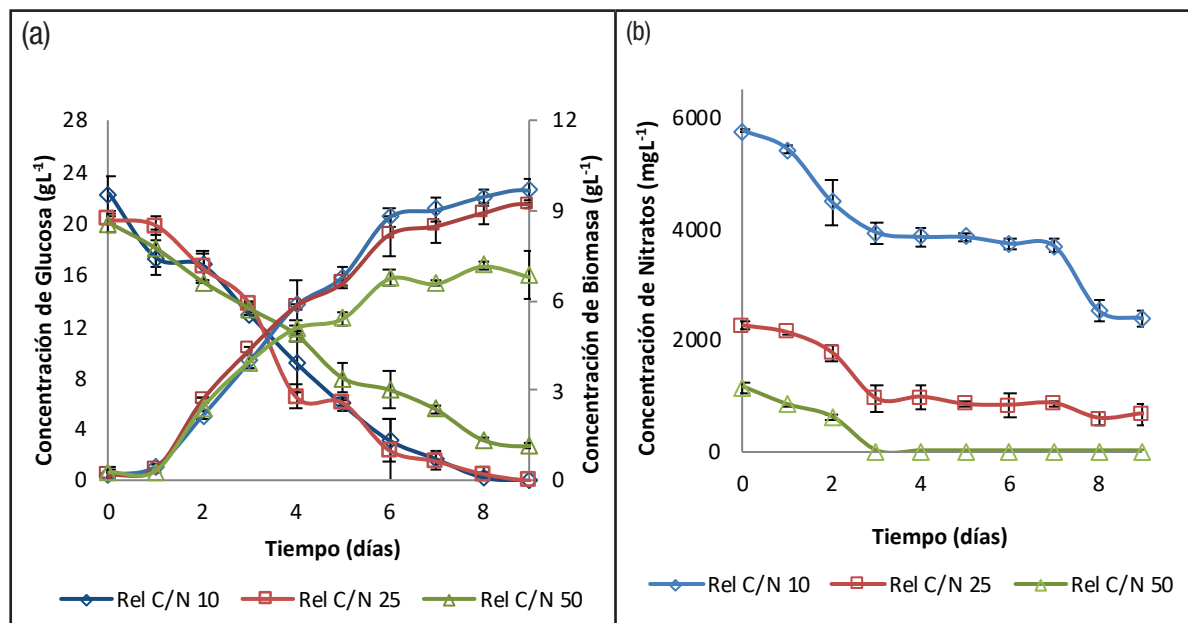 (a)
Concentración de Glucosa (gL-1)
28
24
20
16
12
8
4
0
12
9
6
3
0
Concentración de Biomasa (gL-1)
0 2 4 6 8
Tiempo (días)
Rel C/N 10 Rel C/N 25 Rel C/N 50
(b)
Concentración de Nitratos (mgL-1)
6000
4000
2000
0
0 2 4 6 8
Tiempo (días)
Rel C/N 10 Rel C/N 25 Rel C/N 50